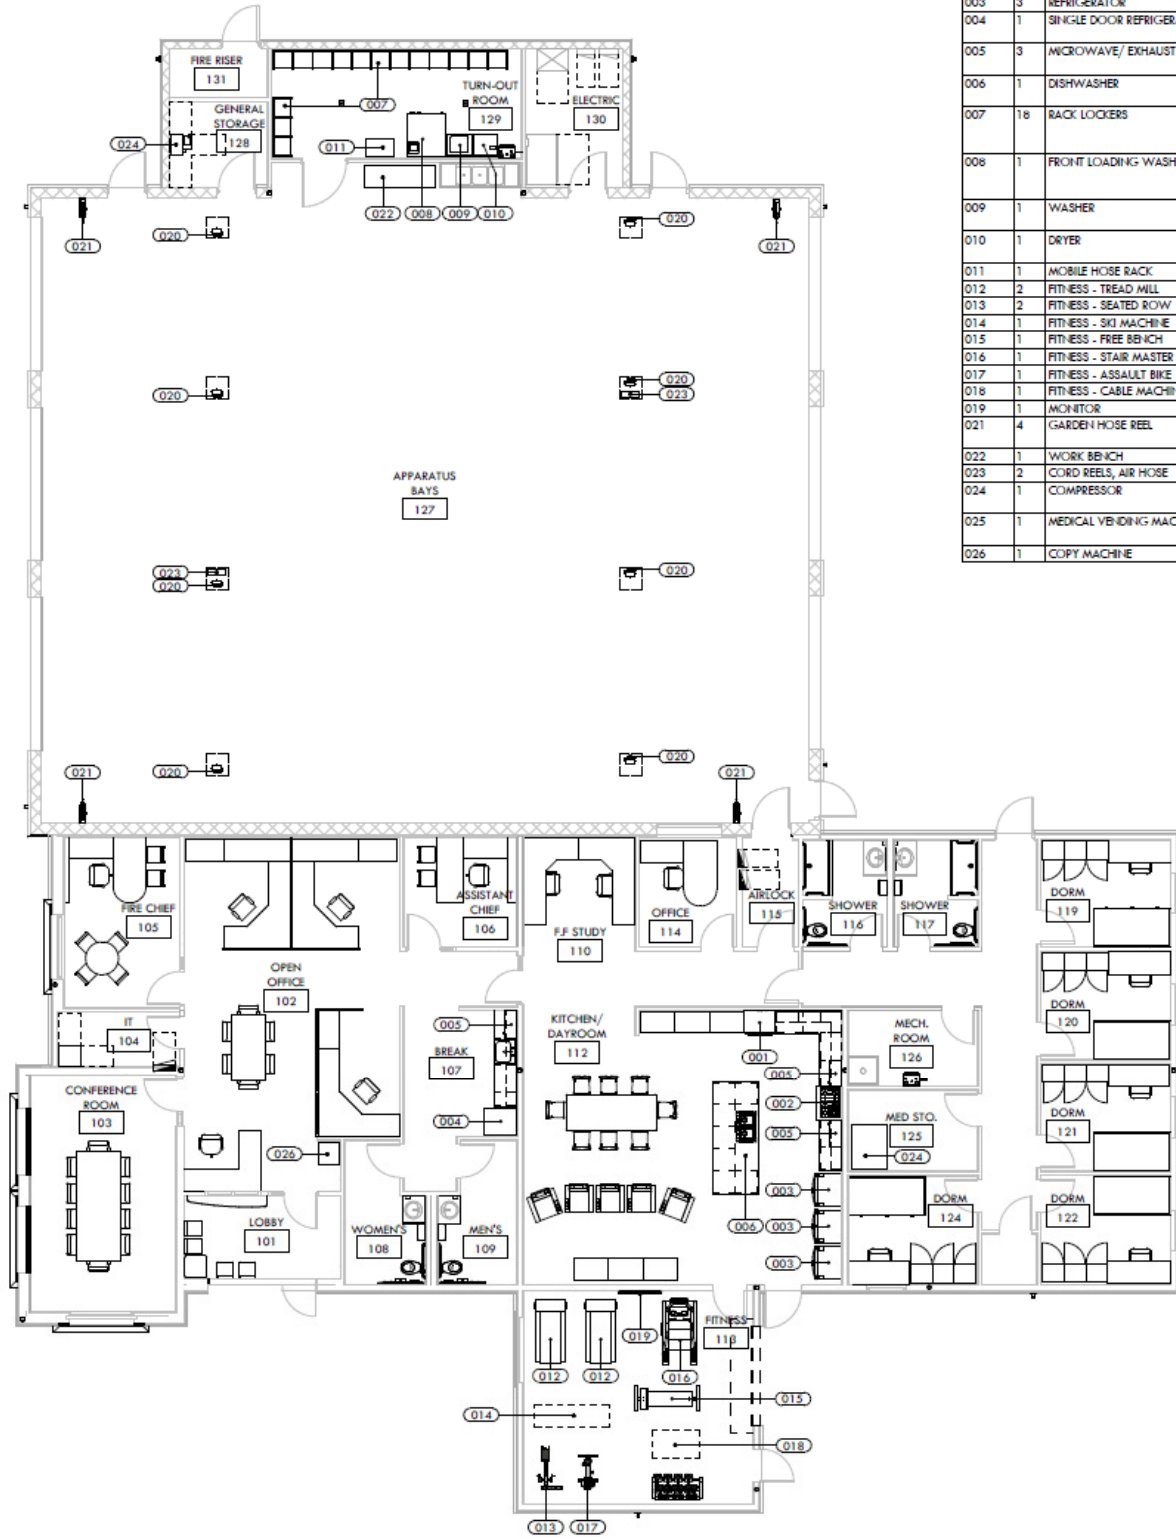 003 3 REFRIGERATOR
004 1 SINGLE DOOR REFRIGERA
005 3 MICROWAVE/ EXHAUST
006 1 DISHWASHER
007 18 RACK LOCKERS
008 1 FRONT LOADING WASH
009 1 WASHER
010 1 DRYER
011 1 MOBILE HOSE RACK
012 2 FITNESS - TREAD MILL
013 2 FITNESS - SEATED ROW
014 1 FITNESS - SKI MACHINE
015 1 FITNESS - FREE BENCH
016 1 FITNESS - STAIR MASTER
017 1 FITNESS - ASSAULT BIKE
018 1 FITNESS - CABLE MACHIN
019 1 MONITOR
021 4 GARDEN HOSE REEL
022 1 WORK BENCH
023 2 CORD REELS, AIR HOSE
024 1 COMPRESSOR
025 1 MEDICAL VENDING MAC
026 1 COPY MACHINE
FIRE RISER
131
GENERAL
STORAGE
128
024
007
TURN-OUT
ROOM
129
ELECTRIC
130
011
022
008
009
010
021
020
020
021
020
020
023
APPARATUS
BAYS
127
023
020
020
021
020
020
021
FIRE CHIEF
105
ASSISTANT
CHIEF
106
F.F STUDY
110
OFFICE
114
AIRLOCK
115
SHOWER
116
SHOWER
117
DORM
119
OPEN
OFFICE
102
IT
104
005
BREAK
107
004
KITCHEN/
DAYROOM
112
001
005
002
005
MECH.
ROOM
126
DORM
120
CONFERENCE
ROOM
103
MED STO.
125
024
DORM
121
026
003
003
003
006
DORM
124
DORM
122
LOBBY
101
WOMEN'S
108
MEN'S
109
FITNESS
113
019
012
012
016
015
014
018
013
017